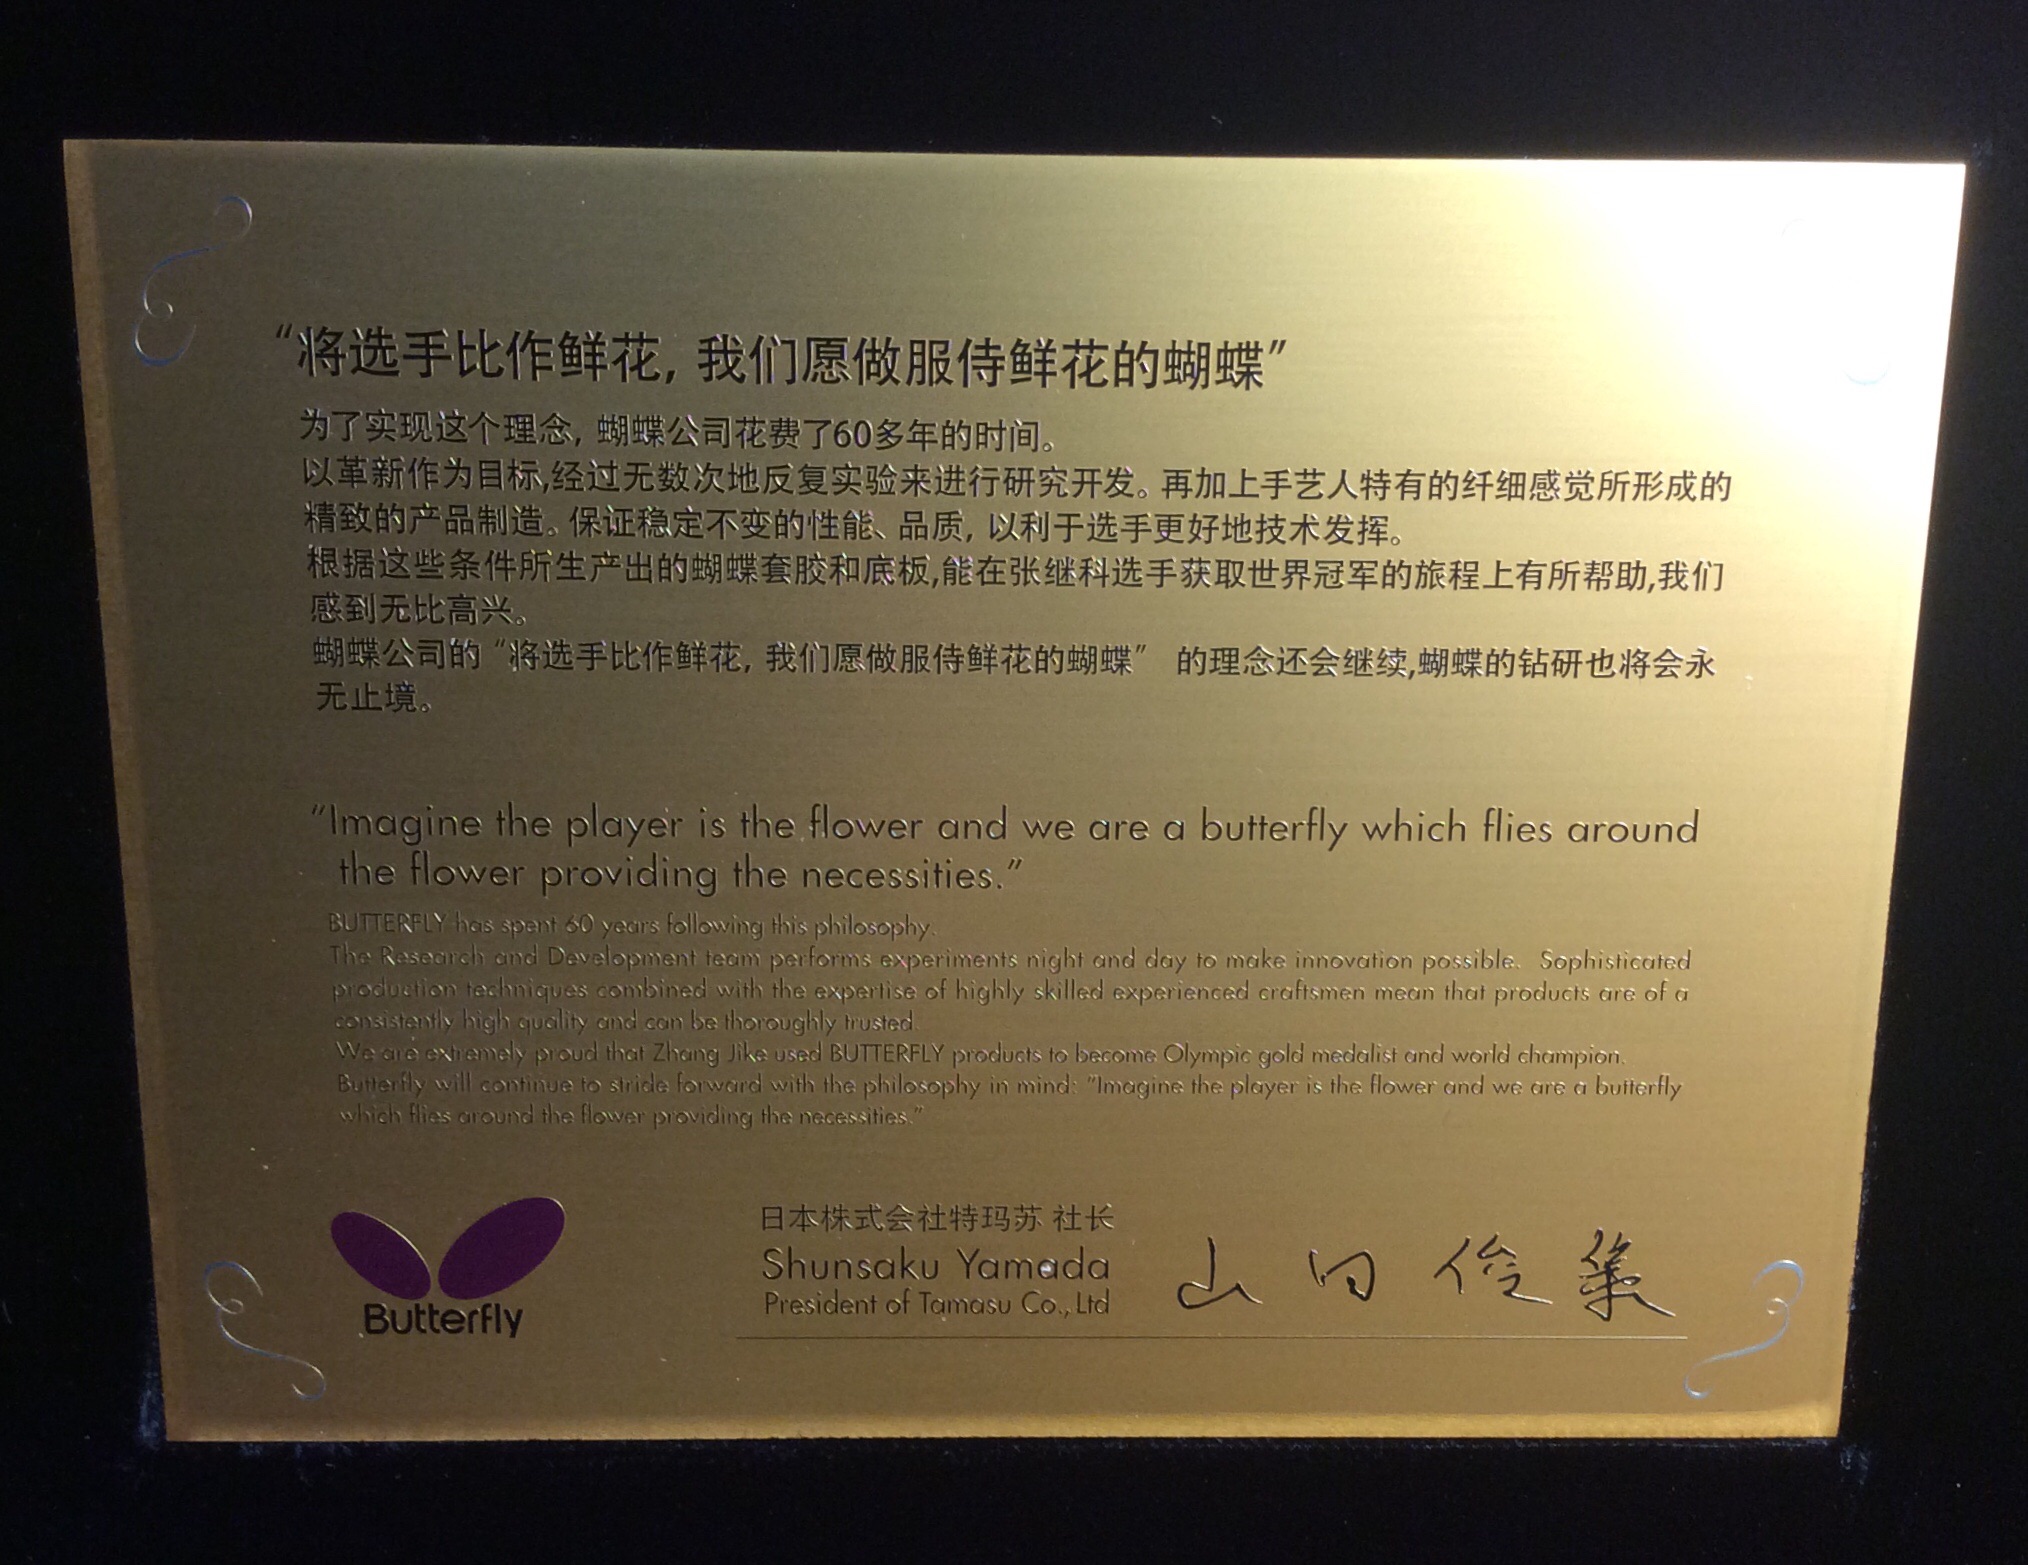 “将选手比作鲜花, 我们愿做服侍鲜花的蝴蝶”
为了实现这个理念, 蝴蝶公司花费了60多年的时间。
以革新作为目标,经过无数次地反复实验来进行研究开发。再加上手艺人特有的纤细感觉所形成的
精致的产品制造。保证稳定不变的性能、品质, 以利于选手更好地技术发挥。
根据这些条件所生产出的蝴蝶套胶和底板,能在张继科选手获取世界冠军的旅程上有所帮助,我们
感到无比高兴。
蝴蝶公司的“将选手比作鲜花, 我们愿做服侍鲜花的蝴蝶” 的理念还会继续,蝴蝶的钻研也将会永
无止境。
“Imagine the player is the flower and we are a butterfly which flies around
the flower providing the necessities.”
BUTTERFLY has spent 60 years following this philosophy.
The Research and Development team performs experiments night and day to make innovation possible. Sophisticated
production techniques combined with the expertise of highly skilled experienced craftsmen mean that products are of a
consistently high quality and can be thoroughly trusted.
We are extremely proud that Zhang Jike used BUTTERFLY products to become Olympic gold medalist and world champion.
Butterfly will continue to stride forward with the philosophy in mind: “Imagine the player is the flower and we are a butterfly
which flies around the flower providing the necessities.”
Butterfly
日本株式会社特玛苏 社长
Shunsaku Yamada
President of Tamasu Co., Ltd
山田俊策